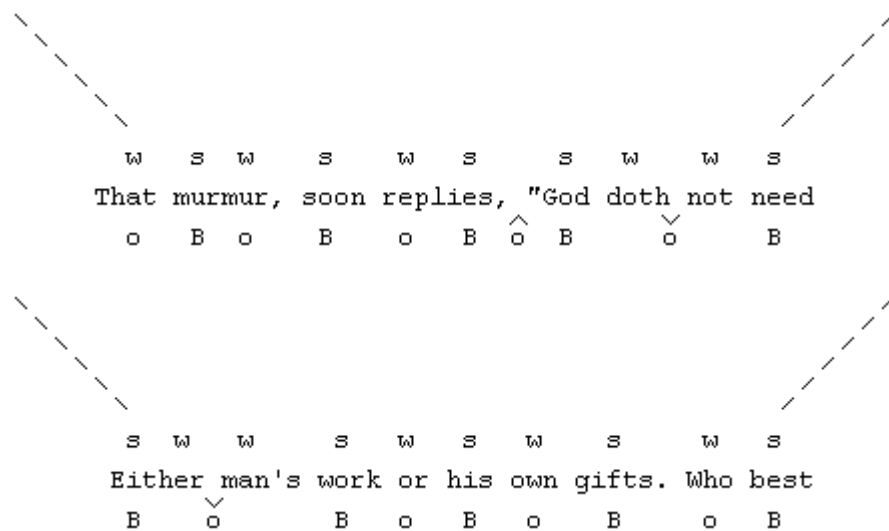 w s w s w s s w w s
That murmur, soon replies, "God doth not need
o B o B o B o B o B
s w w s w s w s w s
Either man's work or his own gifts. Who best
B o B o B o B o B